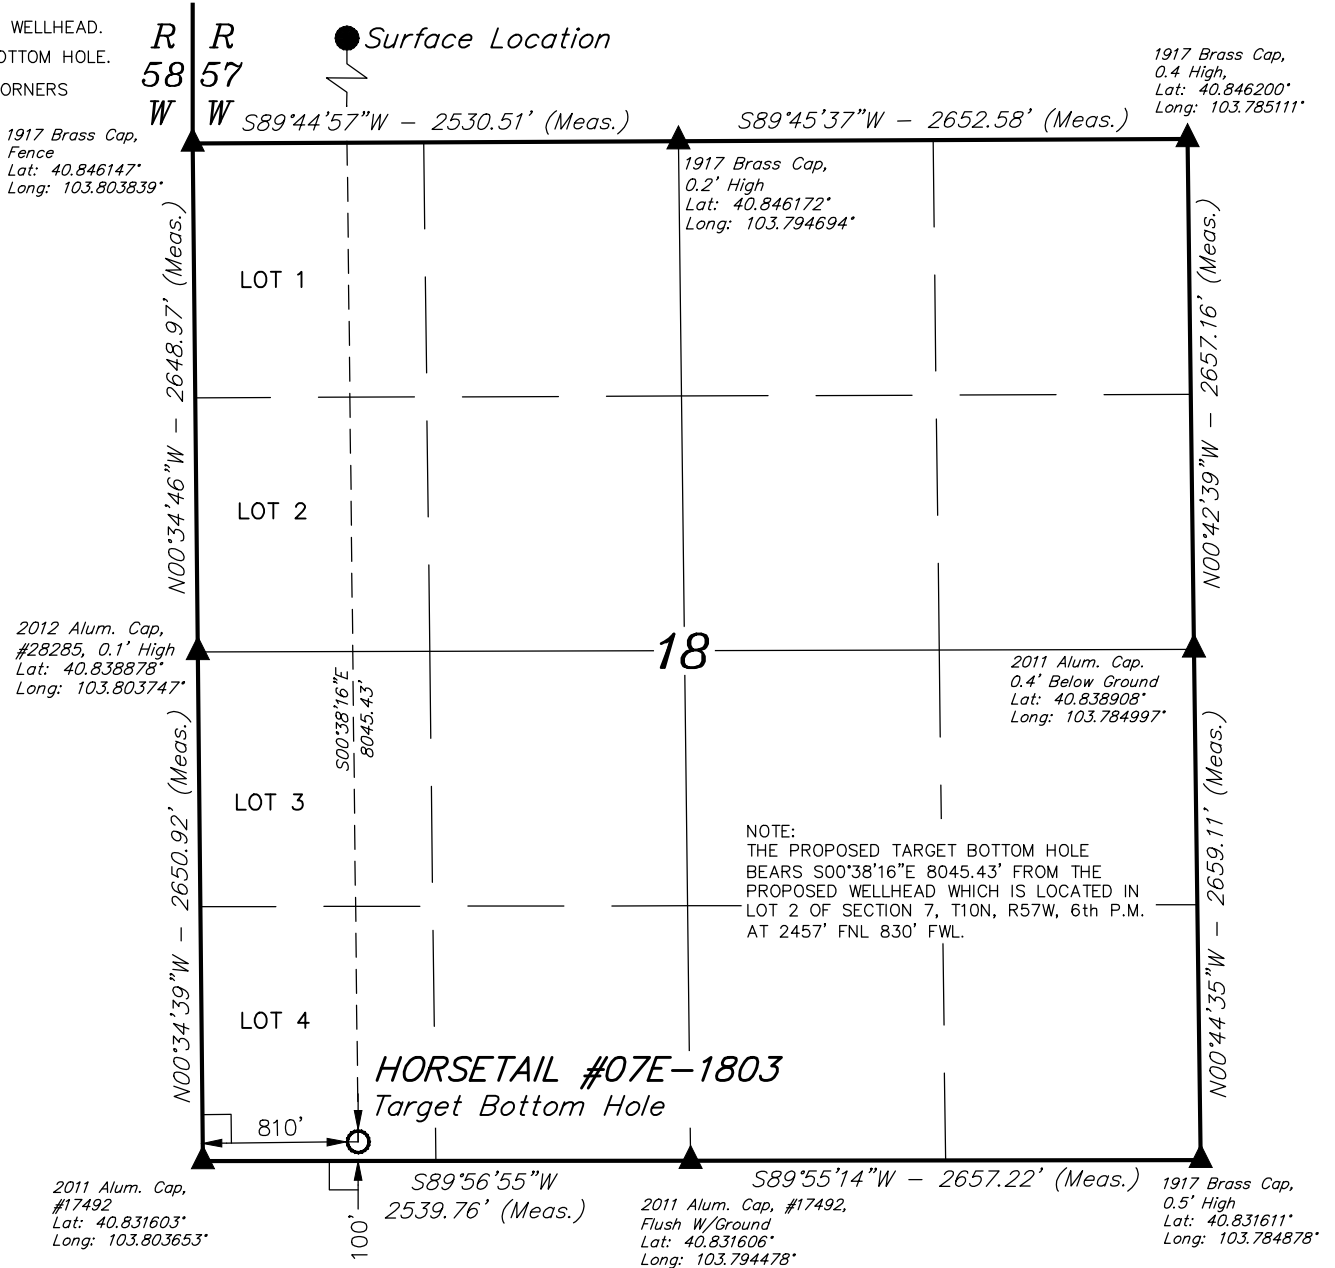 WELLHEAD.
OTTOM HOLE.
ORNERS
R R
58 57
W W
Surface Location
1917 Brass Cap,
0.4 High,
Lat: 40.846200°
Long: 103.785111°
S89°44'57"W - 2530.51' (Meas.)
S89°45'37"W - 2652.58' (Meas.)
1917 Brass Cap,
Fence
Lat: 40.846147°
Long: 103.803839°
1917 Brass Cap,
0.2' High
Lat: 40.846172°
Long: 103.794694°
N00°34'46"W - 2648.97' (Meas.)
N00°42'39"W - 2657.16' (Meas.)
LOT 1
LOT 2
2012 Alum. Cap,
#28285, 0.1' High
Lat: 40.838878°
Long: 103.803747°
18
2011 Alum. Cap.
0.4' Below Ground
Lat: 40.838908°
Long: 103.784997°
S00°38'16"E
8045.43'
N00°34'39"W - 2650.92' (Meas.)
N00°44'35"W - 2659.11' (Meas.)
LOT 3
NOTE:
THE PROPOSED TARGET BOTTOM HOLE
BEARS S00°38'16"E 8045.43' FROM THE
PROPOSED WELLHEAD WHICH IS LOCATED IN
LOT 2 OF SECTION 7, T10N, R57W, 6th P.M.
AT 2457' FNL 830' FWL.
LOT 4
HORSETAIL #07E-1803
Target Bottom Hole
810'
100'
S89°56'55"W
2539.76' (Meas.)
S89°55'14"W - 2657.22' (Meas.)
2011 Alum. Cap,
#17492
Lat: 40.831603°
Long: 103.803653°
2011 Alum. Cap, #17492,
Flush W/Ground
Lat: 40.831606°
Long: 103.794478°
1917 Brass Cap,
0.5' High
Lat: 40.831611°
Long: 103.784878°